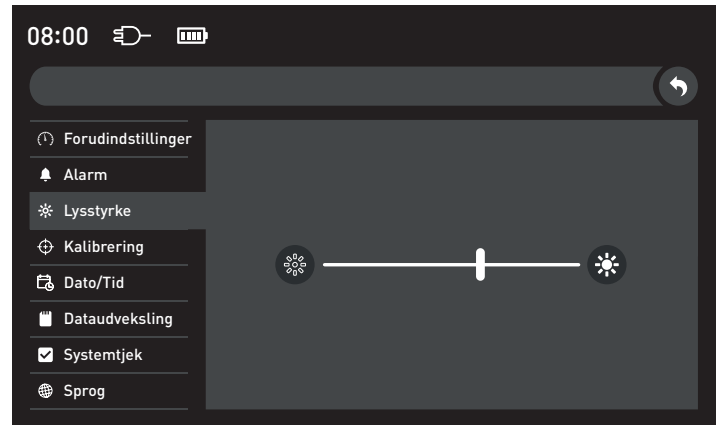 08:00
Forudindstillinger
Alarm
Lysstyrke
Kalibrering
Dato/Tid
Dataudveksling
Systemtjek
Sprog